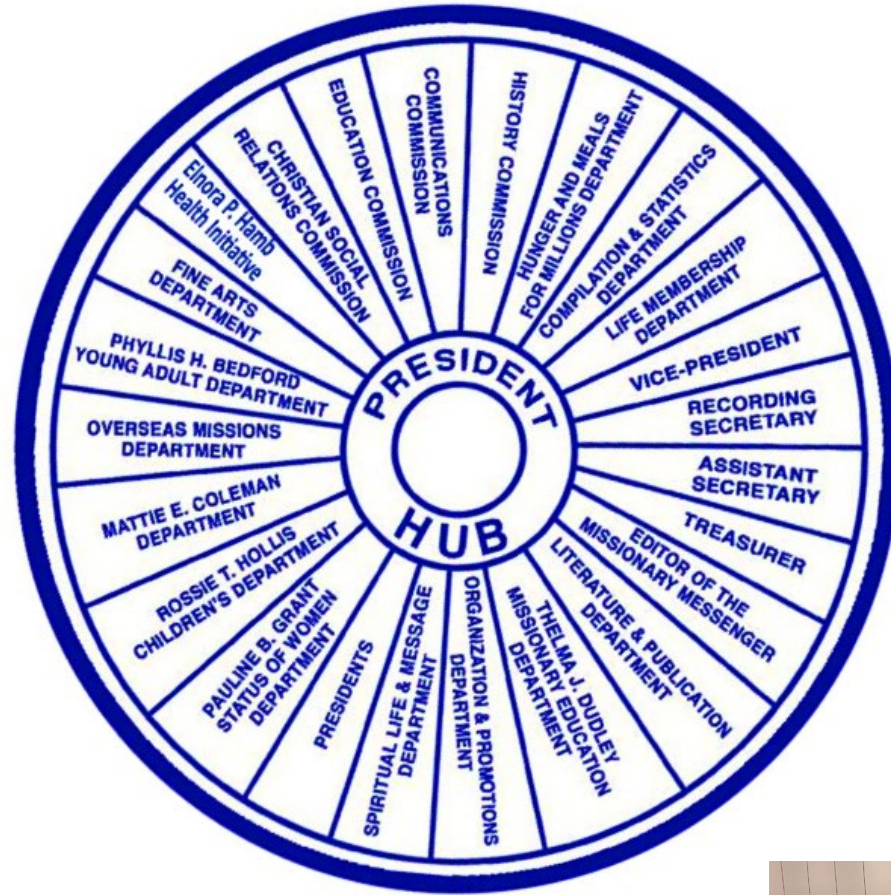 PRESIDENT
HUB
HISTORY COMMISSION
HUNGER AND MEALS
FOR MILLIONS DEPARTMENT
COMPILATION & STATISTICS
DEPARTMENT
LIFE MEMBERSHIP
DEPARTMENT
VICE-PRESIDENT
RECORDING
SECRETARY
ASSISTANT
SECRETARY
TREASURER
EDITOR OF THE
MISSIONARY MESSENGER
LITERATURE & PUBLICATION
DEPARTMENT
THELMA J. DUDLEY
MISSIONARY EDUCATION
DEPARTMENT
ORGANIZATION & PROMOTIONS
DEPARTMENT
SPIRITUAL LIFE & MESSAGE
DEPARTMENT
PRESIDENTS
PAULINE B. GRANT
STATUS OF WOMEN
DEPARTMENT
ROSSIE T. HOLLIS
CHILDREN'S DEPARTMENT
MATTIE E. COLEMAN
DEPARTMENT
OVERSEAS MISSIONS
DEPARTMENT
PHYLLIS H. BEDFORD
YOUNG ADULT DEPARTMENT
FINE ARTS
DEPARTMENT
Elnora P. Hamb
Health Initiative
CHRISTIAN SOCIAL
RELATIONS COMMISSION
EDUCATION COMMISSION
COMMUNICATIONS
COMMISSION